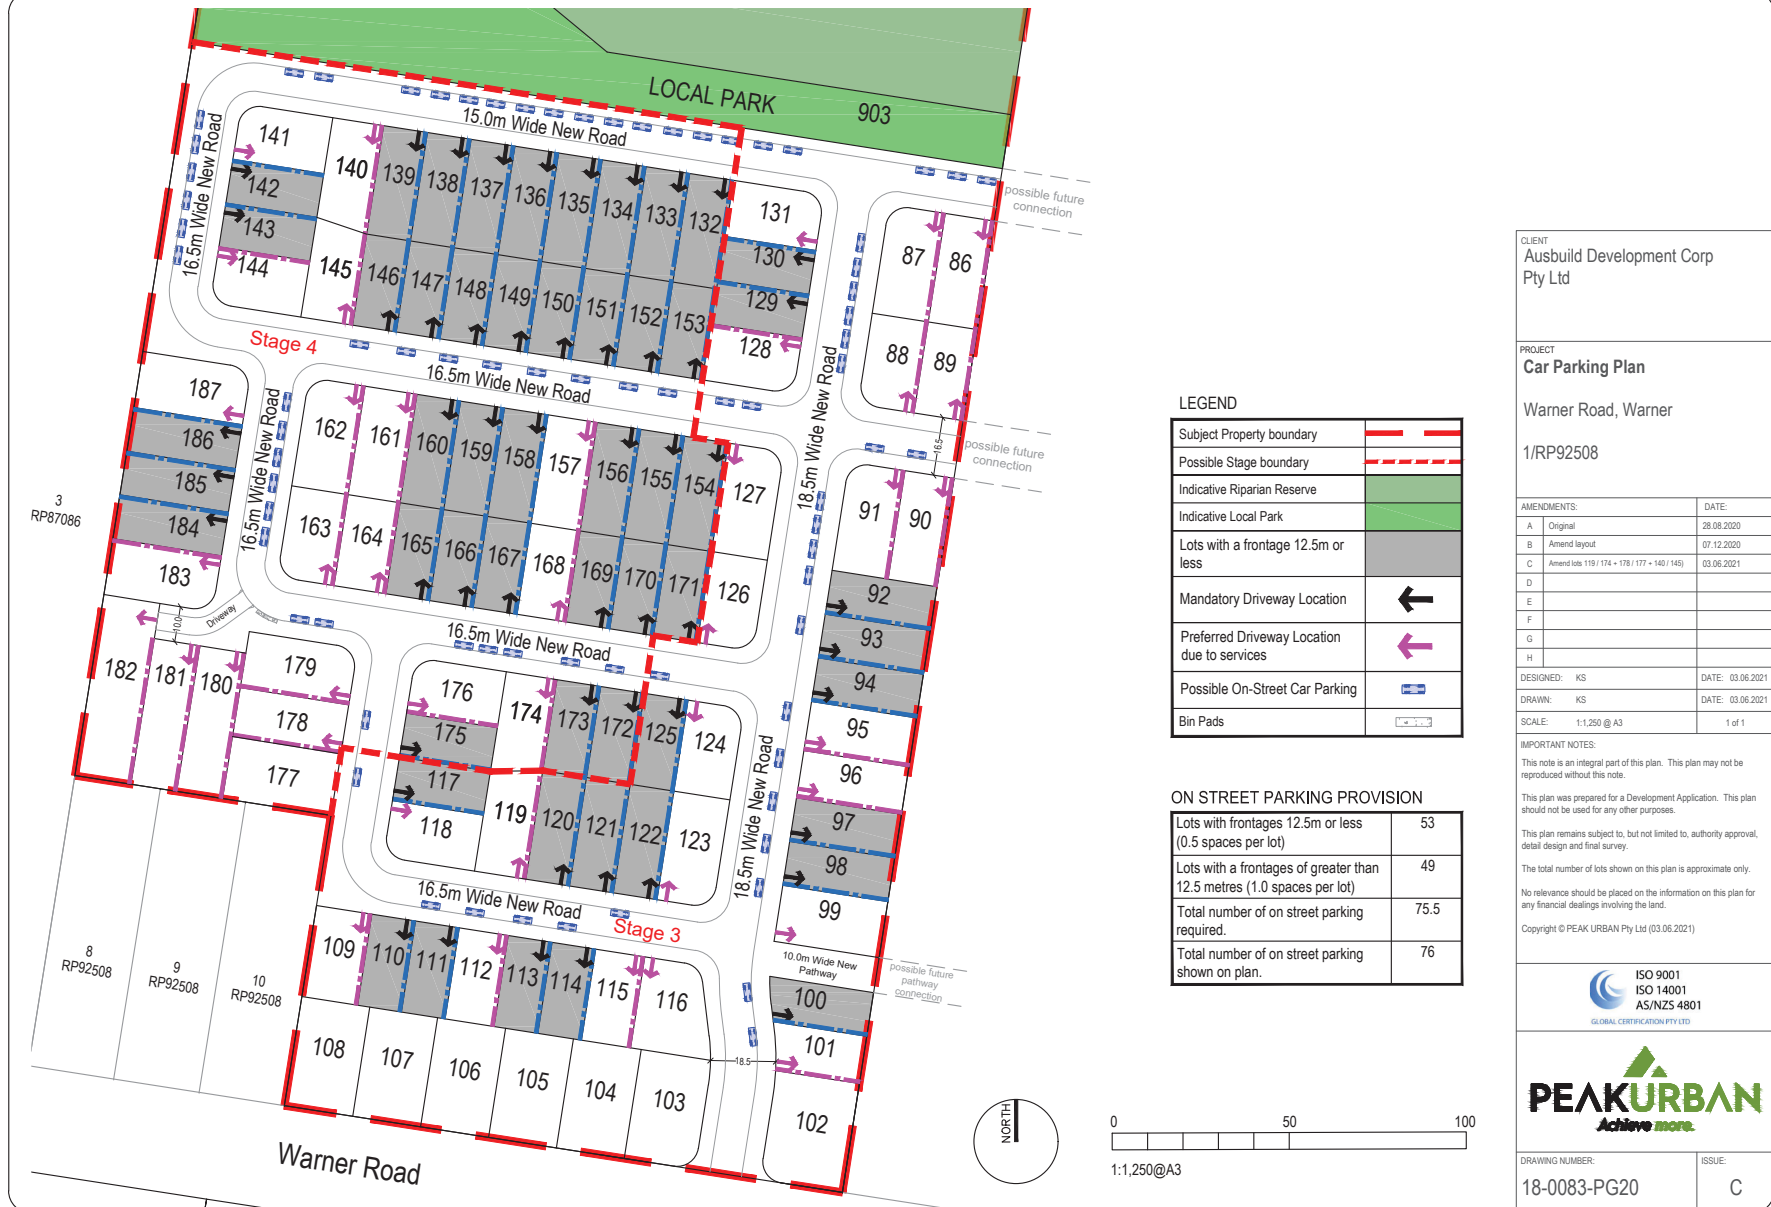 LOCAL PARK
903
15.0m Wide New Road
16.5m Wide New Road
141
140
139
138
137
136
135
134
133
132
131
142
143
144
145
146
147
148
149
150
151
152
153
130
129
128
87
86
88
89
possible future
connection
Stage 4
16.5m Wide New Road
18.5m Wide New Road
16.5
possible future
connection
187
186
185
184
183
16.5m Wide New Road
162
161
160
159
158
157
156
155
154
127
163
164
165
166
167
168
169
170
171
126
18.5m Wide New Road
91
90
92
93
94
95
96
97
98
99
3
RP87086
Driveway
10.0
16.5m Wide New Road
182
181
180
179
178
177
176
175
174
173
172
125
124
117
118
119
120
121
122
123
18.5m Wide New Road
16.5m Wide New Road
Stage 3
10.0m Wide New
Pathway
possible future
pathway
connection
109
110
111
112
113
114
115
116
100
101
102
18.5
108
107
106
105
104
103
8
RP92508
9
RP92508
10
RP92508
Warner Road
NORTH
0
50
100
1:1,250@A3
LEGEND
Subject Property boundary
Possible Stage boundary
Indicative Riparian Reserve
Indicative Local Park
Lots with a frontage 12.5m or
less
Mandatory Driveway Location
Preferred Driveway Location
due to services
Possible On-Street Car Parking
Bin Pads
ON STREET PARKING PROVISION
Lots with frontages 12.5m or less
(0.5 spaces per lot)
53
Lots with a frontages of greater than
12.5 metres (1.0 spaces per lot)
49
Total number of on street parking
required.
75.5
Total number of on street parking
shown on plan.
76
CLIENT
Ausbuild Development Corp
Pty Ltd
PROJECT
Car Parking Plan
Warner Road, Warner
1/RP92508
AMENDMENTS: DATE:
A Original 28.08.2020
B Amend layout 07.12.2020
C Amend lots 119 / 174 + 178 / 177 + 140 / 145) 03.06.2021
D
E
F
G
H
DESIGNED: KS DATE: 03.06.2021
DRAWN: KS DATE: 03.06.2021
SCALE: 1:1,250 @ A3 1 of 1
IMPORTANT NOTES:
This note is an integral part of this plan. This plan may not be
reproduced without this note.
This plan was prepared for a Development Application. This plan
should not be used for any other purposes.
This plan remains subject to, but not limited to, authority approval,
detail design and final survey.
The total number of lots shown on this plan is approximate only.
No relevance should be placed on the information on this plan for
any financial dealings involving the land.
Copyright © PEAK URBAN Pty Ltd (03.06.2021)
ISO 9001
ISO 14001
AS/NZS 4801
GLOBAL CERTIFICATION PTY LTD
PEAKURBAN
Achieve more.
DRAWING NUMBER: ISSUE:
18-0083-PG20 C